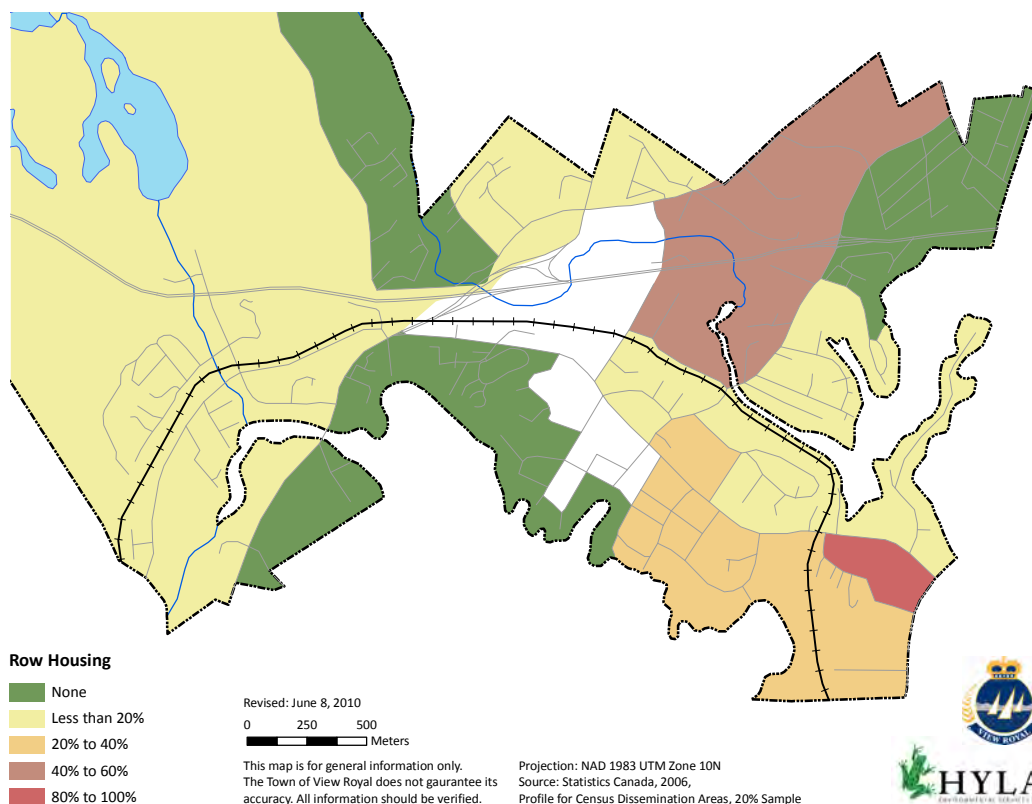 Row Housing
None
Less than 20%
20% to 40%
40% to 60%
80% to 100%
Revised: June 8, 2010
0 250 500
Meters
This map is for general information only.
The Town of View Royal does not gaurantee its
accuracy. All information should be verified.
Projection: NAD 1983 UTM Zone 10N
Source: Statistics Canada, 2006,
Profile for Census Dissemination Areas, 20% Sample
VIEW ROYAL
HYLA